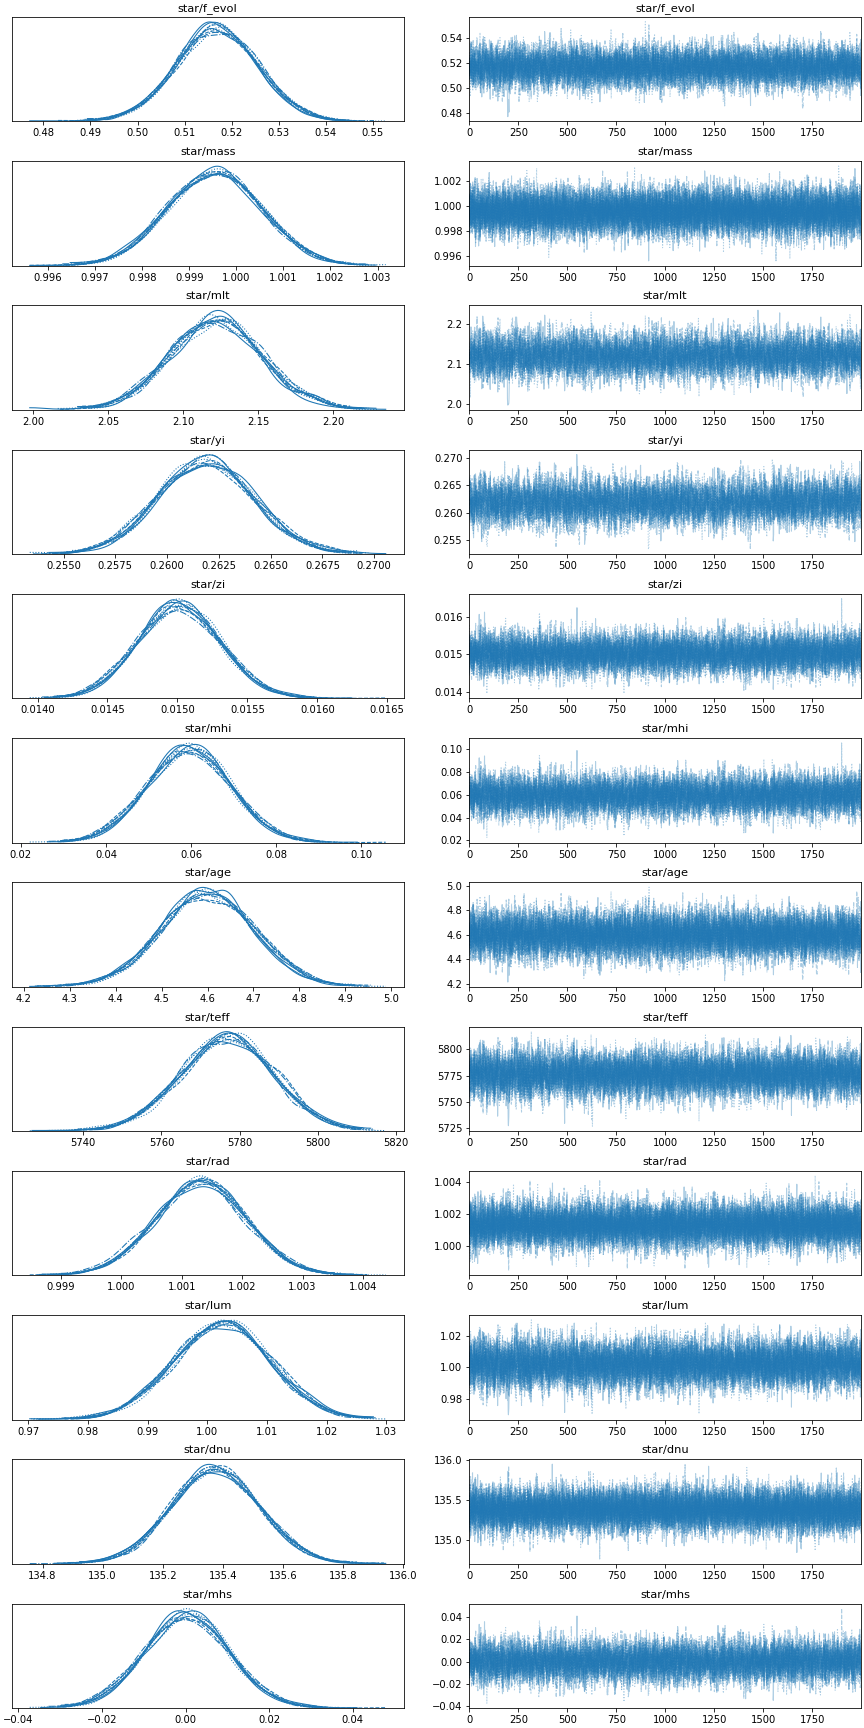 star/f_evol star/f_evol
0.54
0.52
0.50
0.48
0.48 0.49 0.50 0.51 0.52 0.53 0.54 0.55 0 250 500 750 1000 1250 1500 1750
star/mass star/mass
1.002
1.000
0.998
0.996
0.996 0.997 0.998 0.999 1.000 1.001 1.002 1.003 0 250 500 750 1000 1250 1500 1750
star/mlt star/mlt
2.2
2.1
2.0
2.00 2.05 2.10 2.15 2.20 0 250 500 750 1000 1250 1500 1750
star/yi star/yi
0.270
0.265
0.260
0.255
0.2550 0.2575 0.2600 0.2625 0.2650 0.2675 0.2700 0 250 500 750 1000 1250 1500 1750
star/zi star/zi
0.016
0.015
0.014
0.0140 0.0145 0.0150 0.0155 0.0160 0.0165 0 250 500 750 1000 1250 1500 1750
star/mhi star/mhi
0.10
0.08
0.06
0.04
0.02
0.02 0.04 0.06 0.08 0.10 0 250 500 750 1000 1250 1500 1750
star/age star/age
5.0
4.8
4.6
4.4
4.2
4.2 4.3 4.4 4.5 4.6 4.7 4.8 4.9 5.0 0 250 500 750 1000 1250 1500 1750
star/teff star/teff
5800
5775
5750
5725
5740 5760 5780 5800 5820 0 250 500 750 1000 1250 1500 1750
star/rad star/rad
1.004
1.002
1.000
0.999 1.000 1.001 1.002 1.003 1.004 0 250 500 750 1000 1250 1500 1750
star/lum star/lum
1.02
1.00
0.98
0.97 0.98 0.99 1.00 1.01 1.02 1.03 0 250 500 750 1000 1250 1500 1750
star/dnu star/dnu
136.0
135.5
135.0
134.8 135.0 135.2 135.4 135.6 135.8 136.0 0 250 500 750 1000 1250 1500 1750
star/mhs star/mhs
0.04
0.02
0.00
−0.02
−0.04
−0.04 −0.02 0.00 0.02 0.04 0 250 500 750 1000 1250 1500 1750